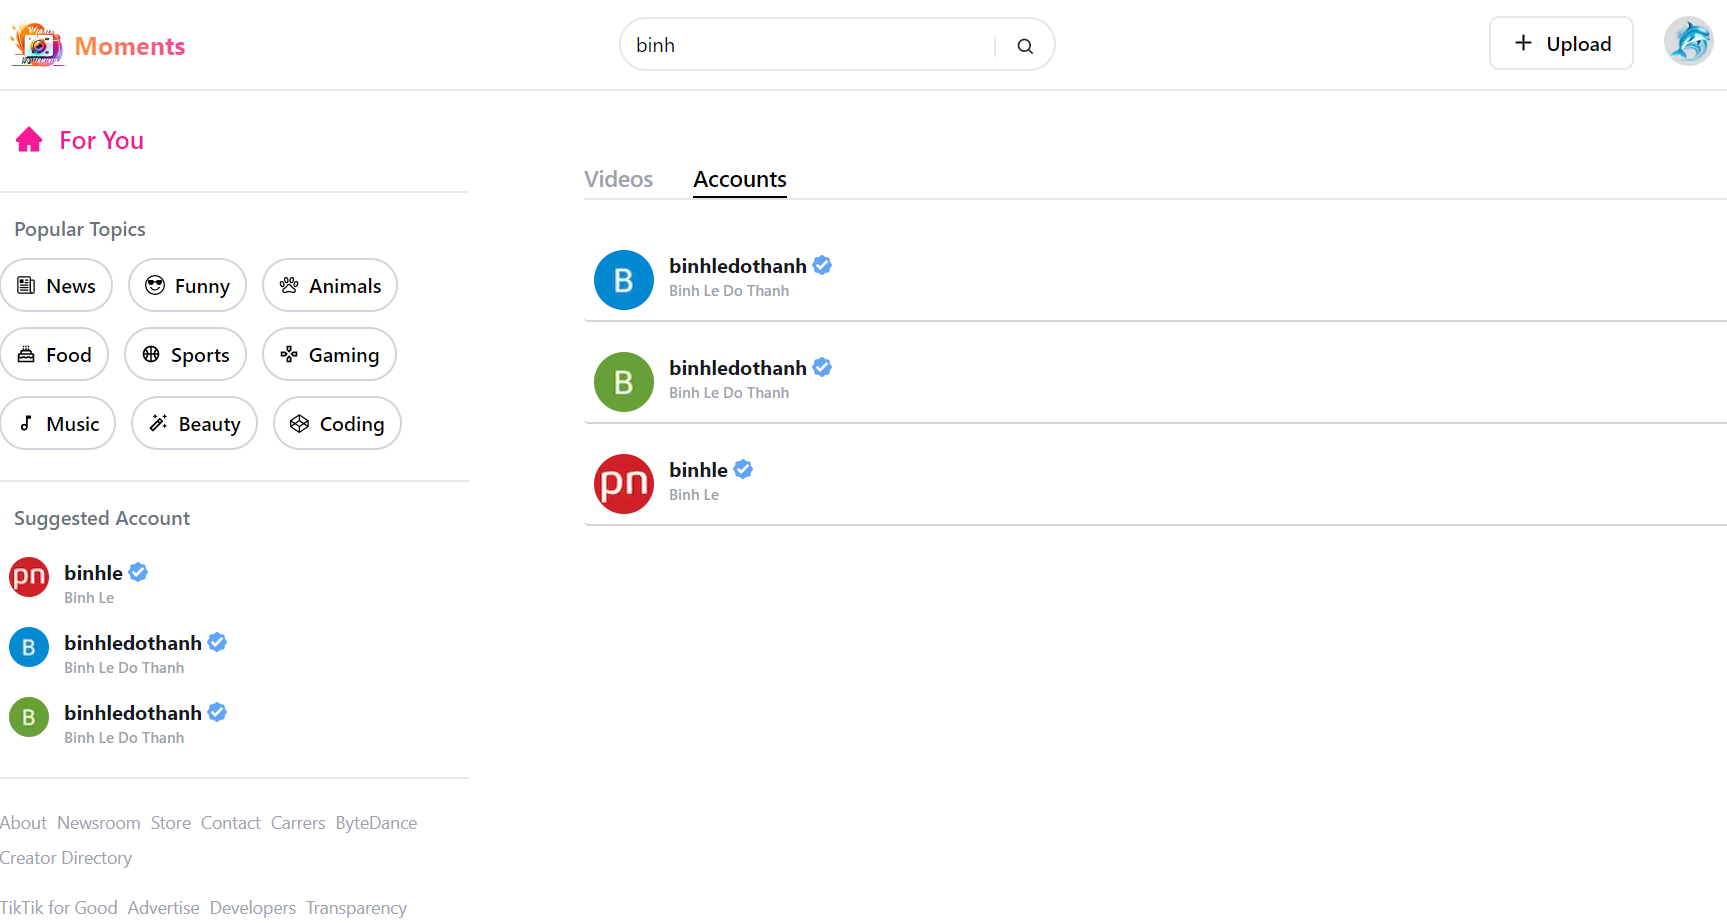 Moments
binh
Upload
For You
Popular Topics
News Funny Animals
Food Sports Gaming
Music Beauty Coding
Suggested Account
binhle
Binh Le
binhledothanh
Binh Le Do Thanh
binhledothanh
Binh Le Do Thanh
About Newsroom Store Contact Carrers ByteDance
Creator Directory
TikTik for Good Advertise Developers Transparency
Videos Accounts
B
binhledothanh
Binh Le Do Thanh
B
binhledothanh
Binh Le Do Thanh
pn
binhle
Binh Le
pn
B
B